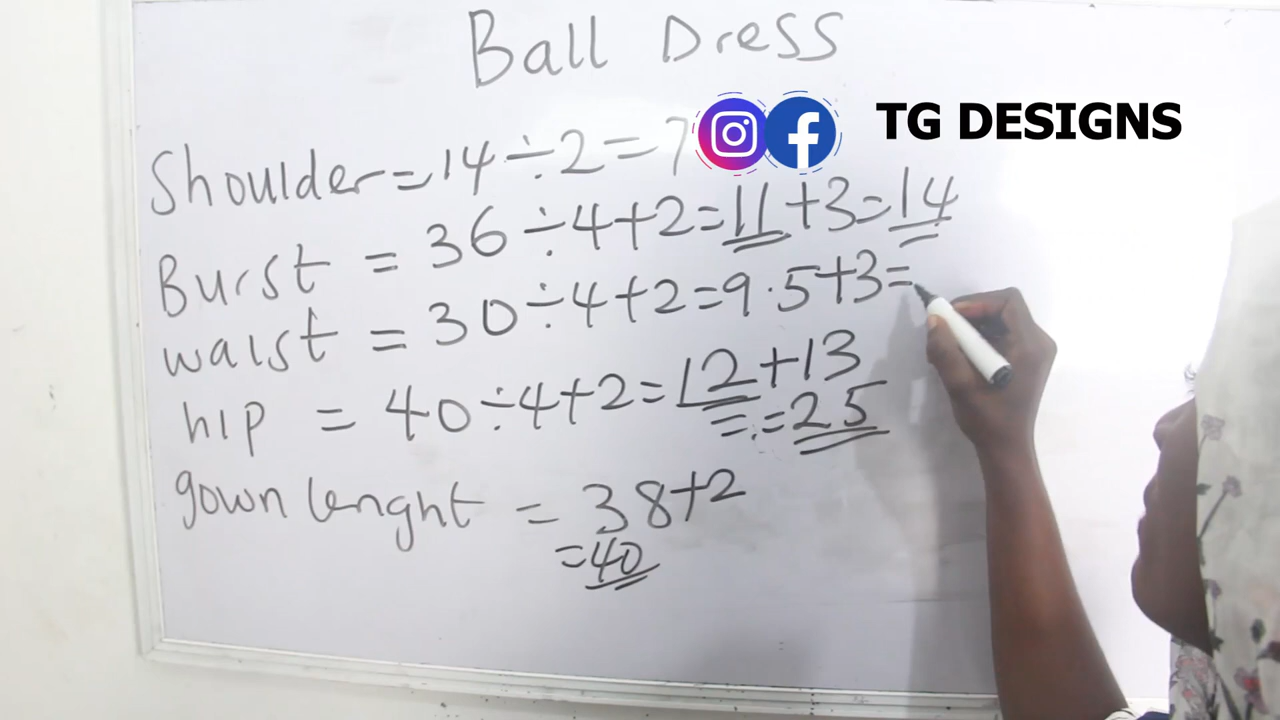 Ball Dress
TG DESIGNS
Shoulder = 14 ÷ 2 = 7
Burst = 36 ÷ 4 + 2 = 11 + 3 = 14
waist = 30 ÷ 4 + 2 = 9.5 + 3 =
hip = 40 ÷ 4 + 2 = 12 + 13
= 25
gown lenght = 38 + 2
= 40